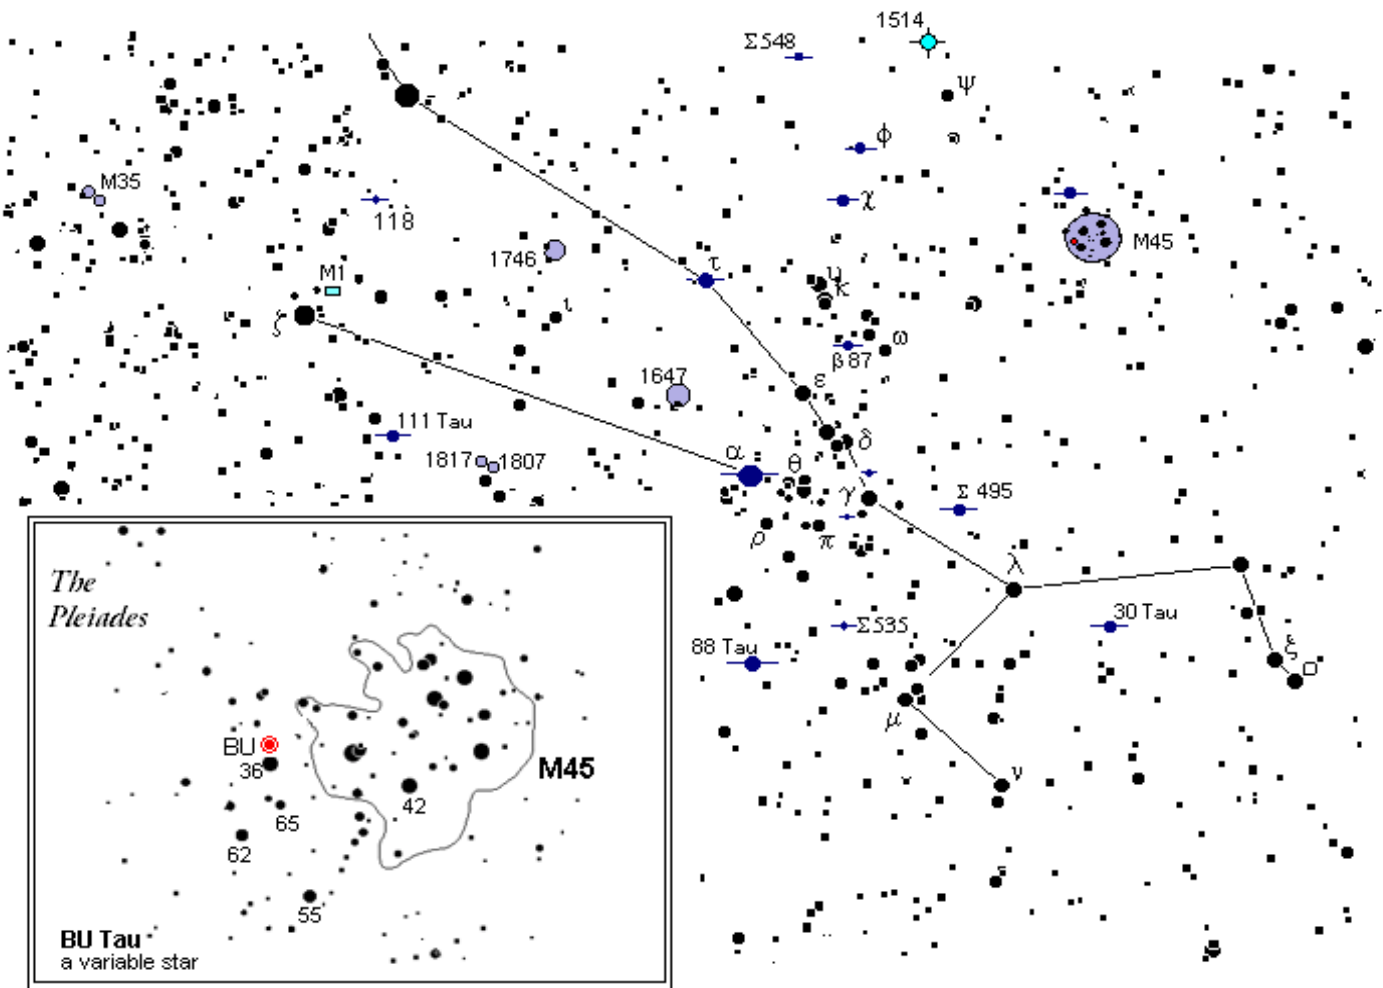 1514
Σ548
ψ
φ
M35
χ
118
M45
1746
τ
M1
υ
κ
ζ
ι
ω
β 87
1647
ε
111 Tau
δ
α
1817
1807
θ
γ
Σ 495
ρ
π
λ
30 Tau
Σ535
88 Tau
ξ
ο
μ
ν
The
Pleiades
BU
36
M45
42
65
62
55
BU Tau
a variable star